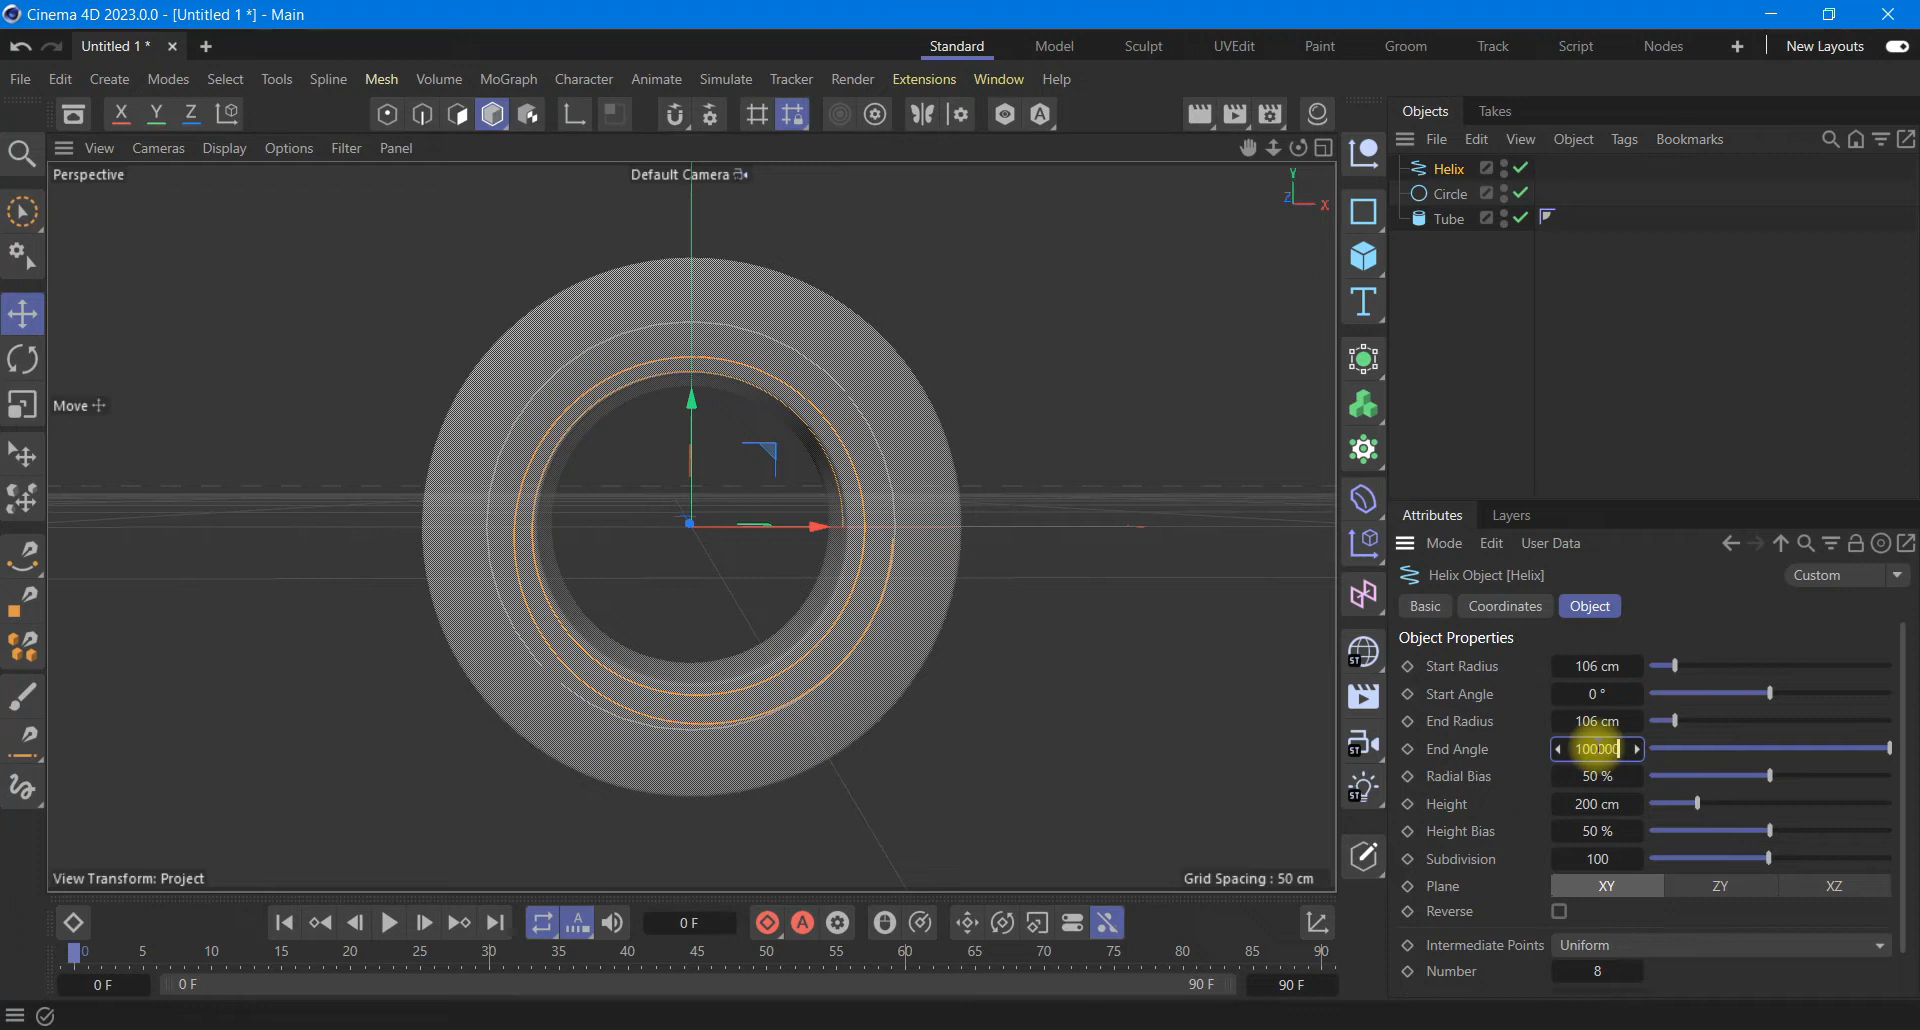 Cinema 4D 2023.0.0 - [Untitled 1 *] - Main
Untitled 1 *
Standard Model Sculpt UVEdit Paint Groom Track Script Nodes New Layouts
File Edit Create Modes Select Tools Spline Mesh Volume MoGraph Character Animate Simulate Tracker Render Extensions Window Help
X Y Z
A
Objects Takes
File Edit View Object Tags Bookmarks
View Cameras Display Options Filter Panel
Perspective
Default Camera
Y
Z
X
Helix
Circle
Tube
T
Move
Attributes Layers
Mode Edit User Data
Helix Object [Helix]
Custom
Basic Coordinates Object
Object Properties
Start Radius 106 cm
Start Angle 0 °
End Radius 106 cm
End Angle 100000
Radial Bias 50 %
Height 200 cm
Height Bias 50 %
Subdivision 100
Plane XY ZY XZ
Reverse
Intermediate Points Uniform
Number 8
ST
ST
ST
View Transform: Project
Grid Spacing : 50 cm
A
0 F
A
0 5 10 15 20 25 30 35 40 45 50 55 60 65 70 75 80 85 90
0 F
0 F
90 F
90 F